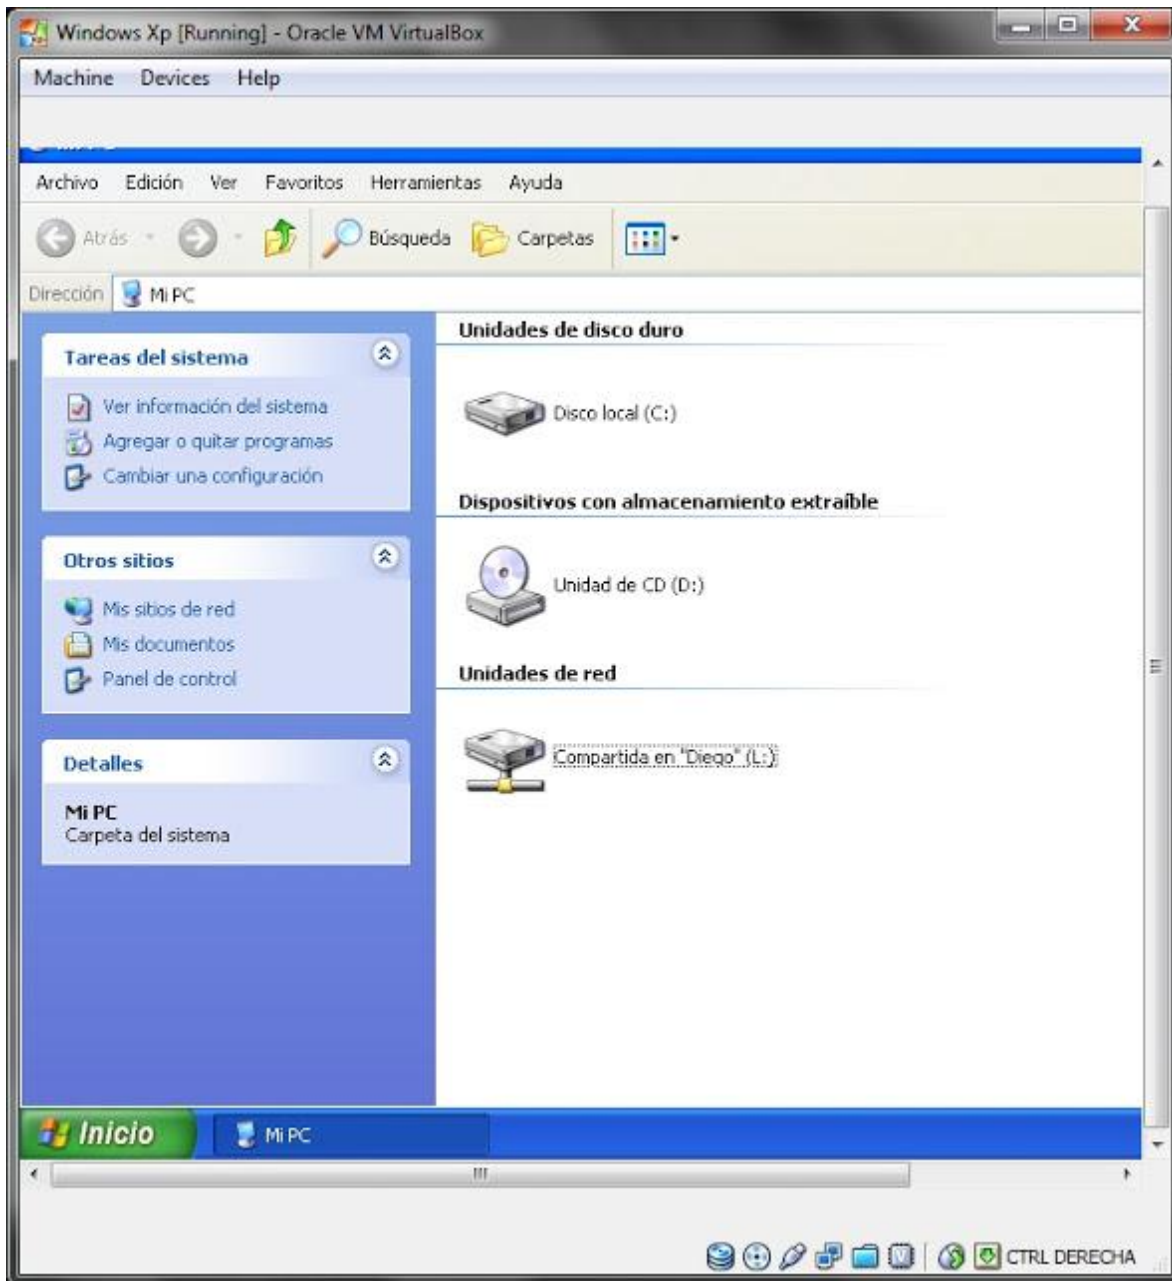 Windows Xp [Running] - Oracle VM VirtualBox
Machine Devices Help
Archivo Edición Ver Favoritos Herramientas Ayuda
Atrás Búsqueda Carpetas
Dirección Mi PC
Tareas del sistema
Ver información del sistema
Agregar o quitar programas
Cambiar una configuración
Otros sitios
Mis sitios de red
Mis documentos
Panel de control
Detalles
Mi PC
Carpeta del sistema
Unidades de disco duro
Disco local (C:)
Dispositivos con almacenamiento extraíble
Unidad de CD (D:)
Unidades de red
Compartida en "Diego" (L:)
Inicio Mi PC
CTRL DERECHA